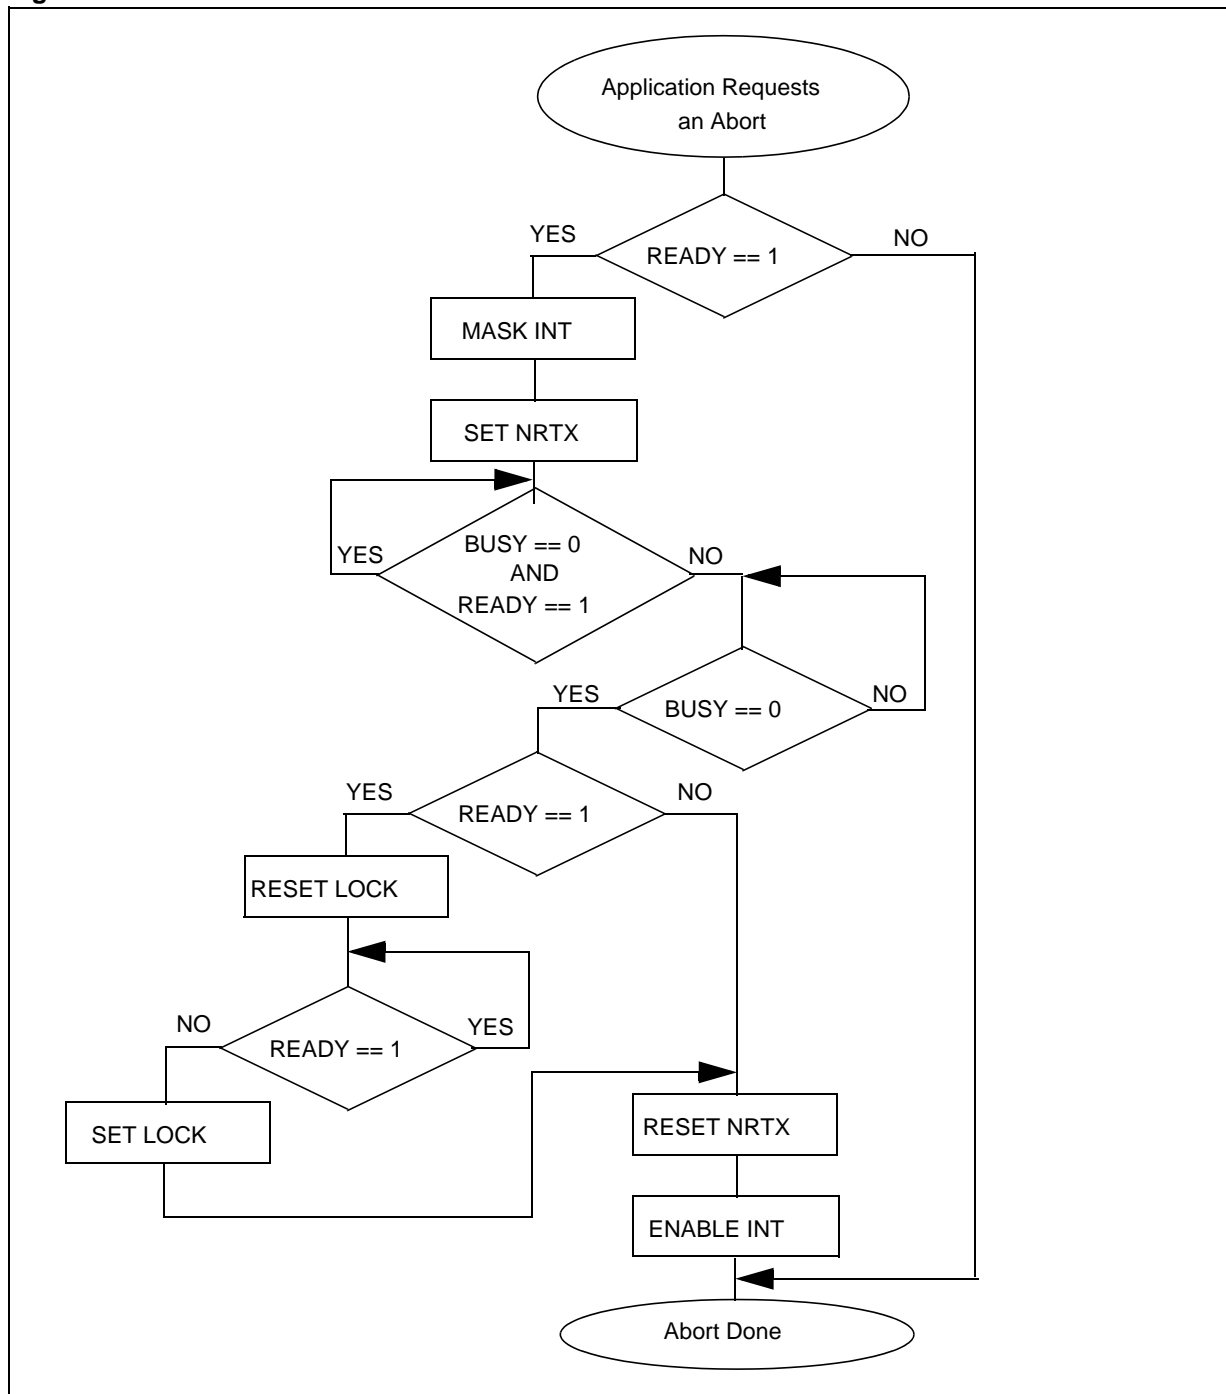 Application Requests
an Abort
YES
READY == 1
NO
MASK INT
SET NRTX
YES
BUSY == 0
AND
READY == 1
NO
YES
BUSY == 0
NO
YES
READY == 1
NO
RESET LOCK
NO
READY == 1
YES
SET LOCK
RESET NRTX
ENABLE INT
Abort Done